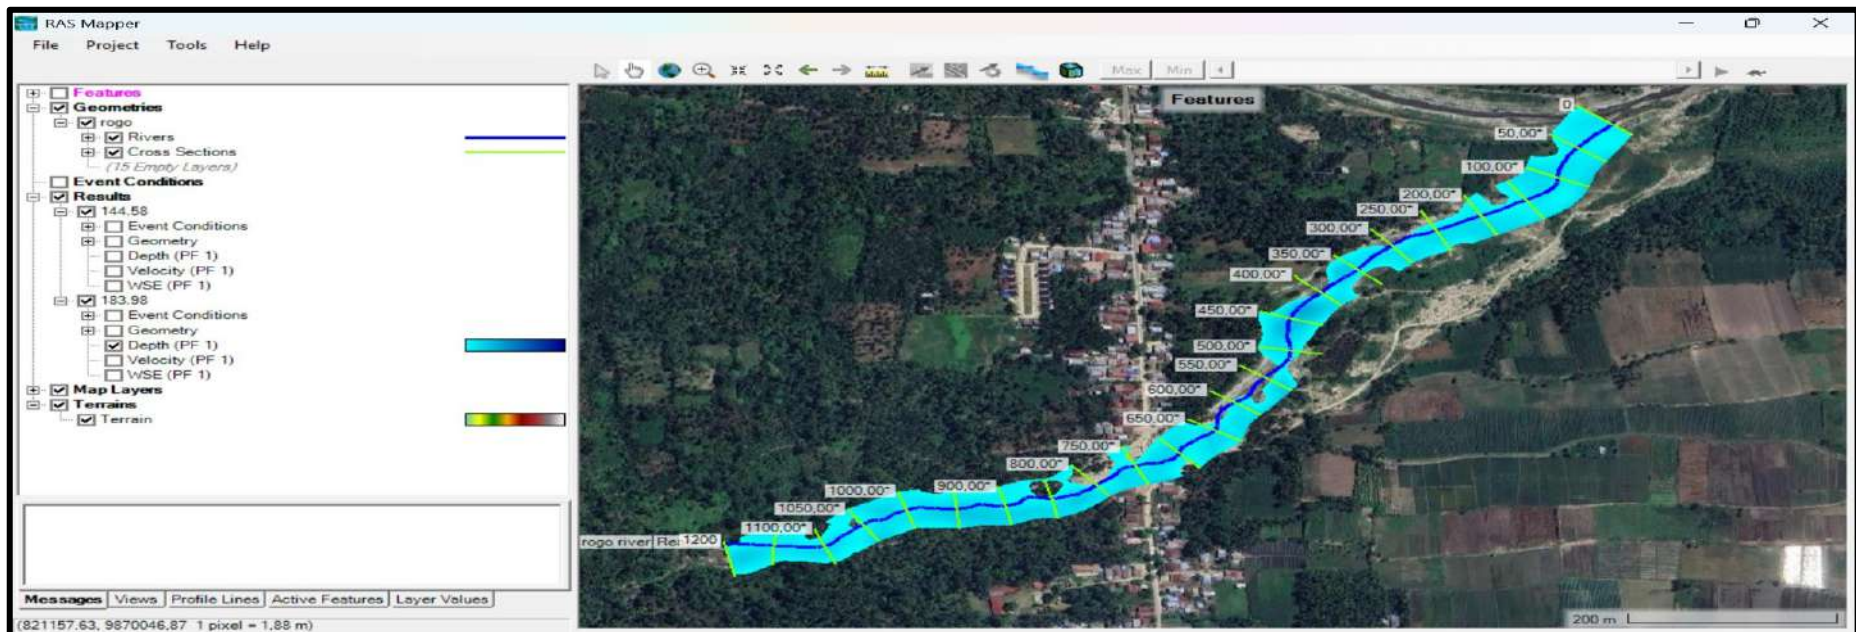 RAS Mapper
File Project Tools Help
Max Min
Features
Geometries
rogo
Rivers
Cross Sections
(15 Empty Layers)
Event Conditions
Results
144.58
Event Conditions
Geometry
Depth (PF 1)
Velocity (PF 1)
WSE (PF 1)
183.98
Event Conditions
Geometry
Depth (PF 1)
Velocity (PF 1)
WSE (PF 1)
Map Layers
Terrains
Terrain
Messages Views Profile Lines Active Features Layer Values
(821157.63, 9870046,87 1 pixel = 1,88 m)
Features
0
50,00*
100,00*
200,00*
250,00*
300,00*
350,00*
400,00*
450,00*
500,00*
550,00*
600,00*
650,00*
750,00*
800,00*
900,00*
1000,00*
1050,00*
1100,00*
rogo river 1200
200 m